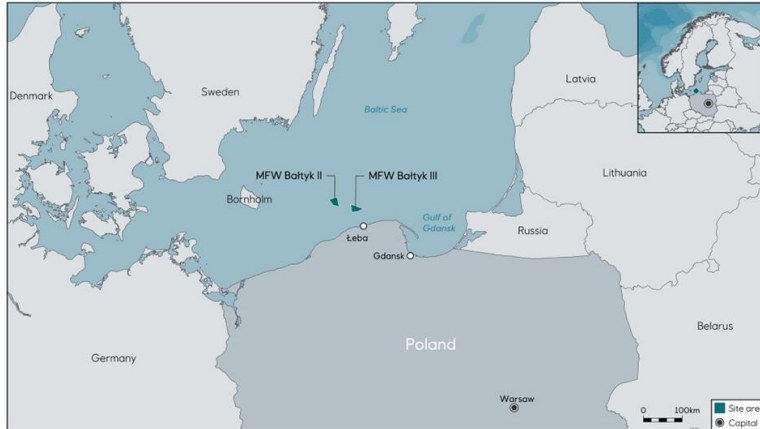 Denmark
Sweden
Latvia
Baltic Sea
Lithuania
MFW Bałtyk II
MFW Bałtyk III
Bornholm
Gulf of
Gdansk
Russia
Łeba
Gdansk
Poland
Belarus
Germany
Warsaw
0
100km
Site area
Capital